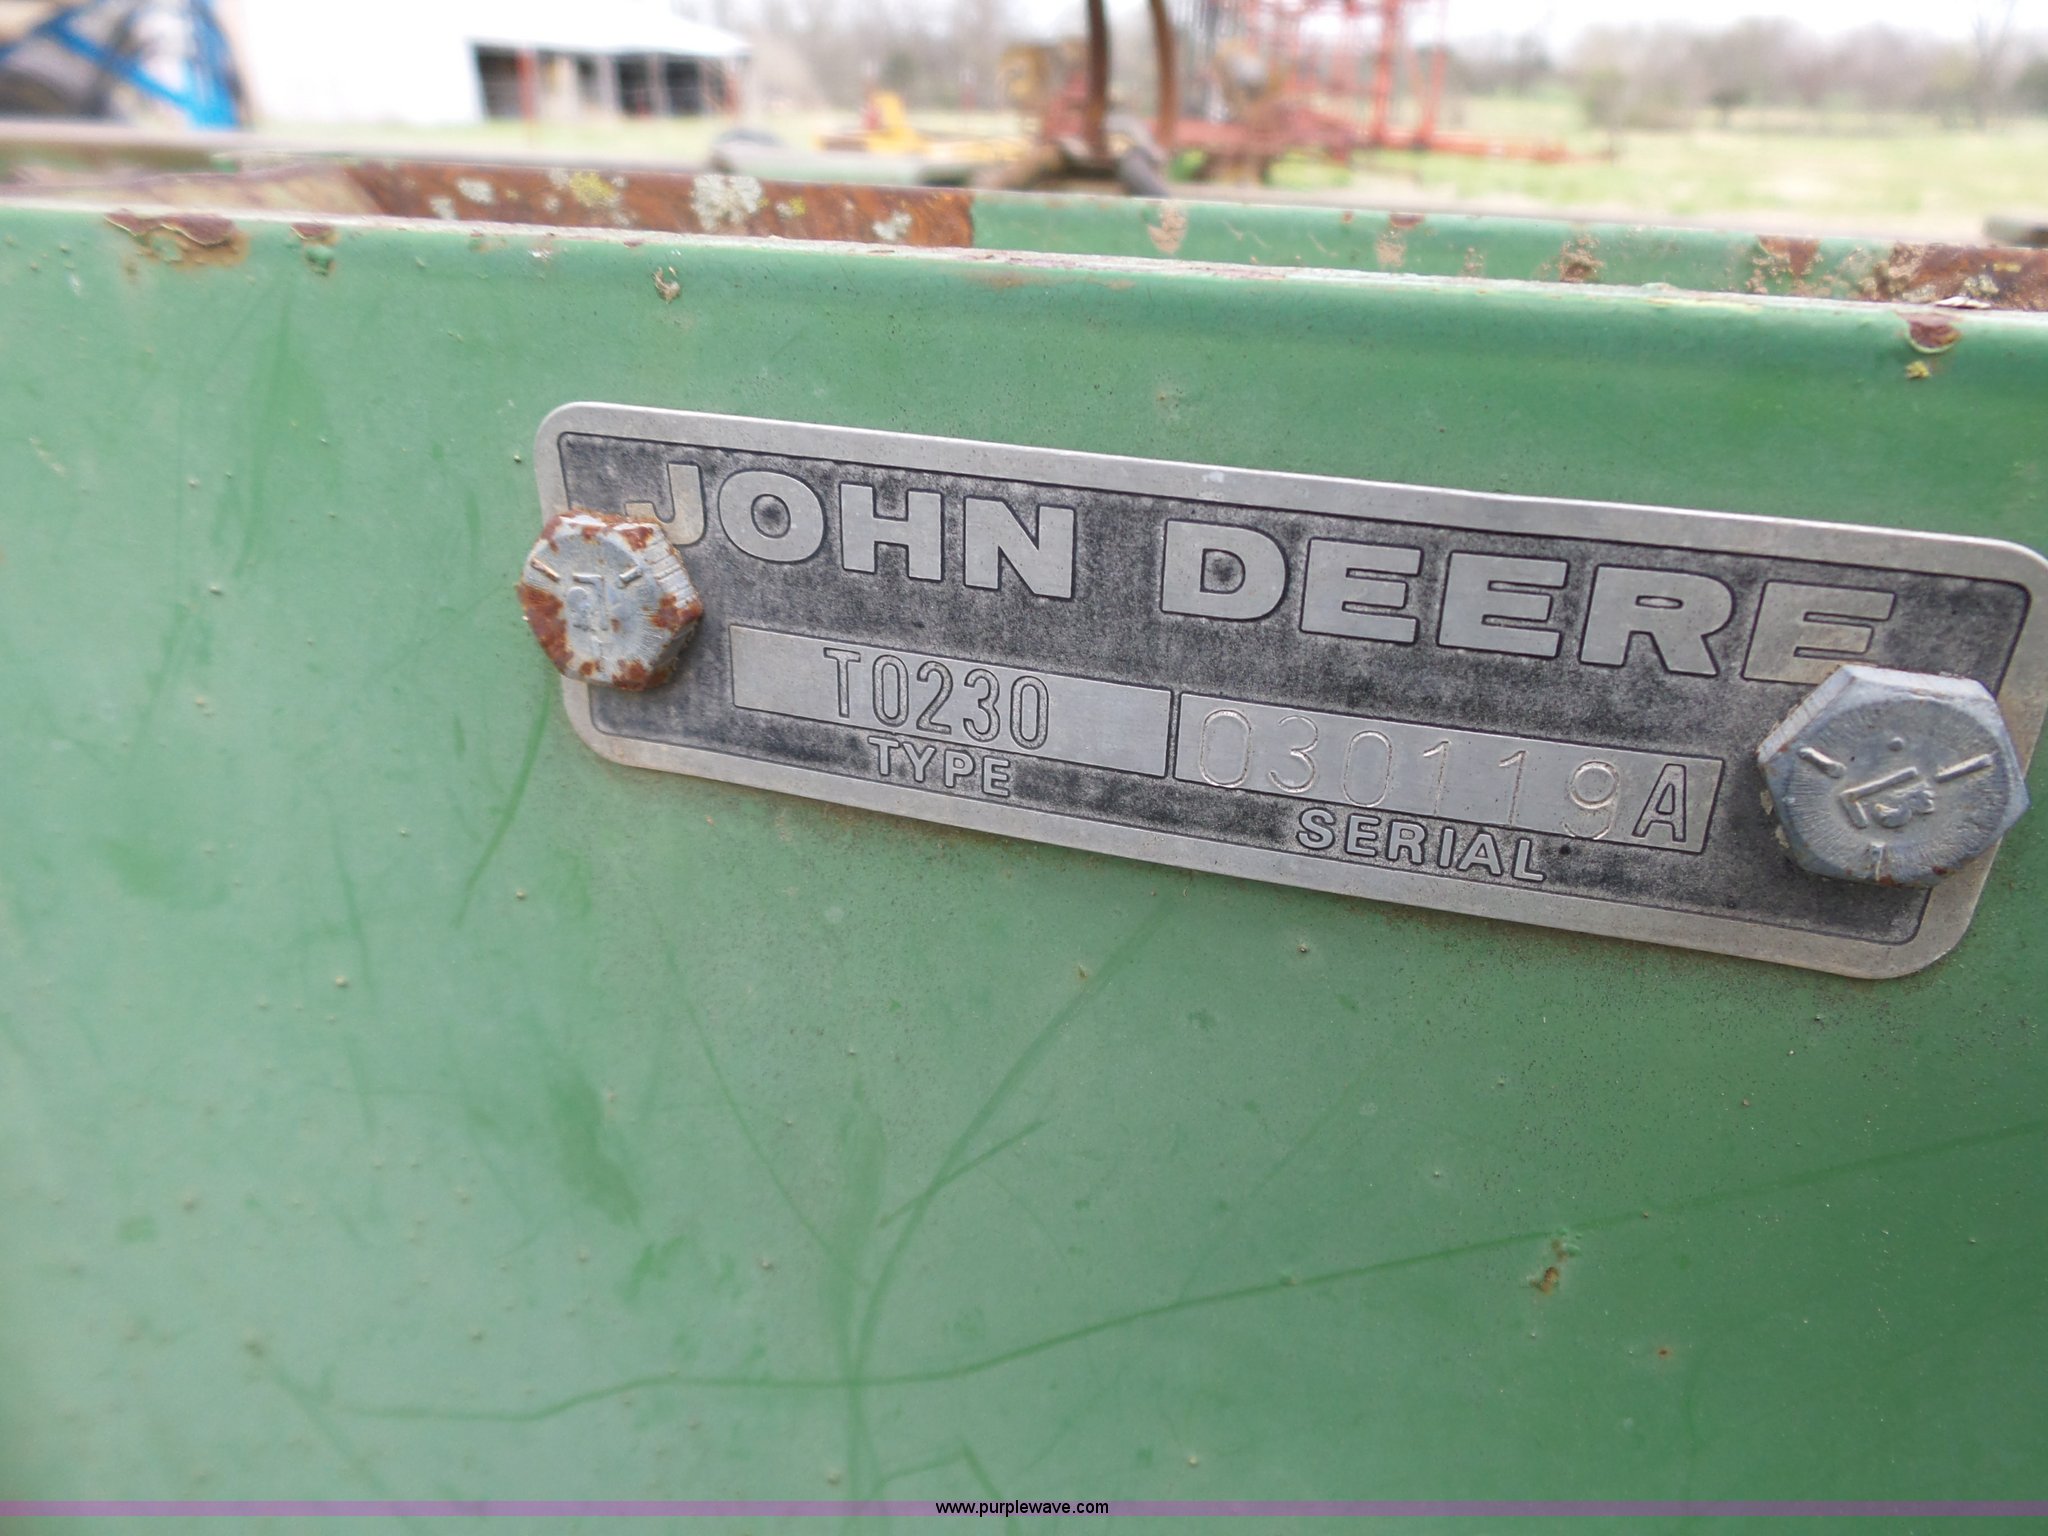 JOHN DEERE
T0230 030119A
TYPE SERIAL
www.purplewave.com